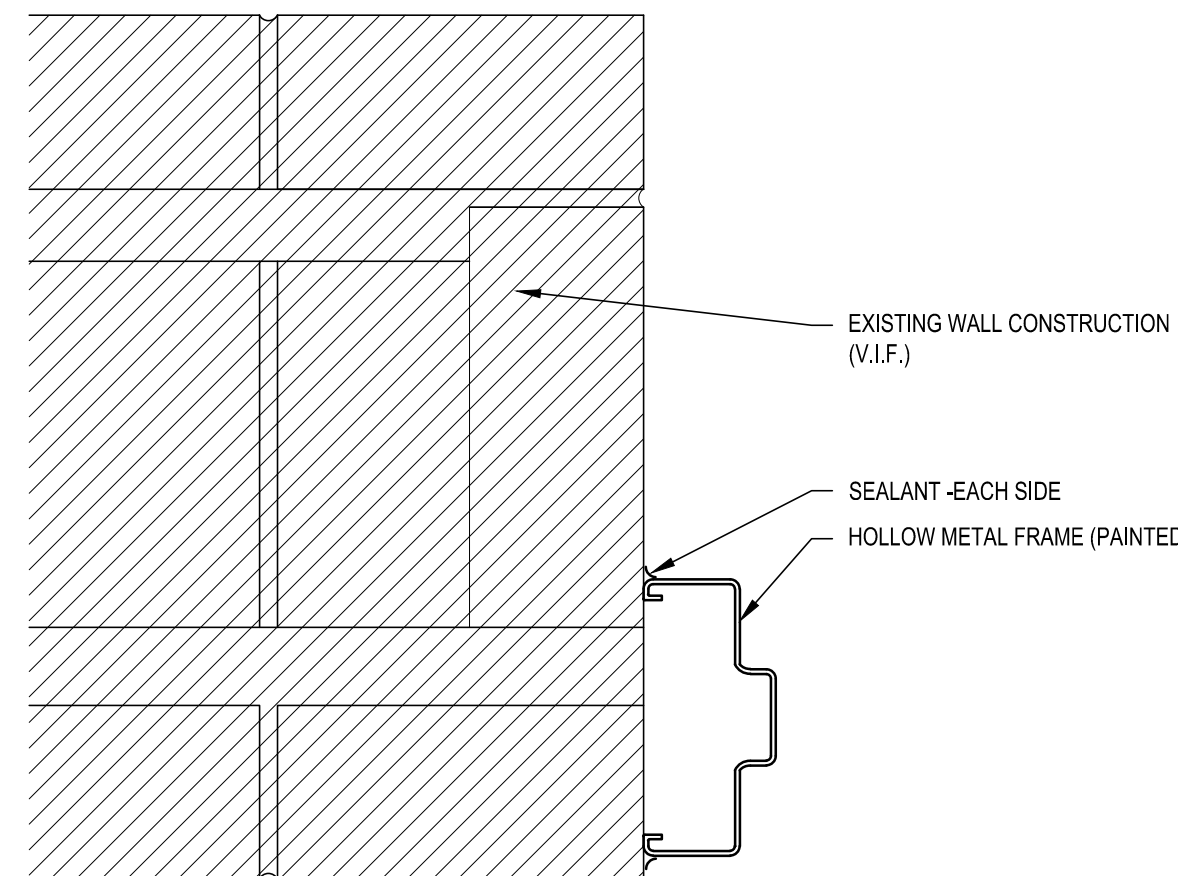 EXISTING WALL CONSTRUCTION
(V.I.F.)
SEALANT -EACH SIDE
HOLLOW METAL FRAME (PAINTED